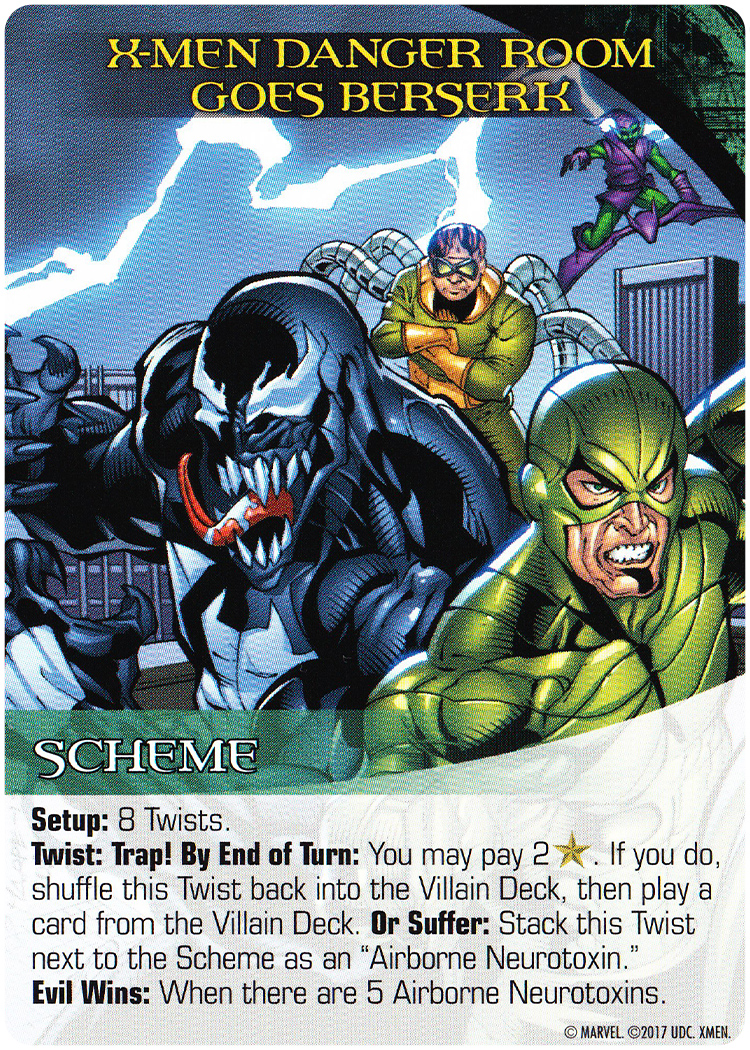 X-MEN DANGER ROOM
GOES BERSERK
SCHEME
Setup: 8 Twists.
Twist: Trap! By End of Turn: You may pay 2 ★. If you do,
shuffle this Twist back into the Villain Deck, then play a
card from the Villain Deck. Or Suffer: Stack this Twist
next to the Scheme as an “Airborne Neurotoxin.”
Evil Wins: When there are 5 Airborne Neurotoxins.
© MARVEL. ©2017 UDC. XMEN.